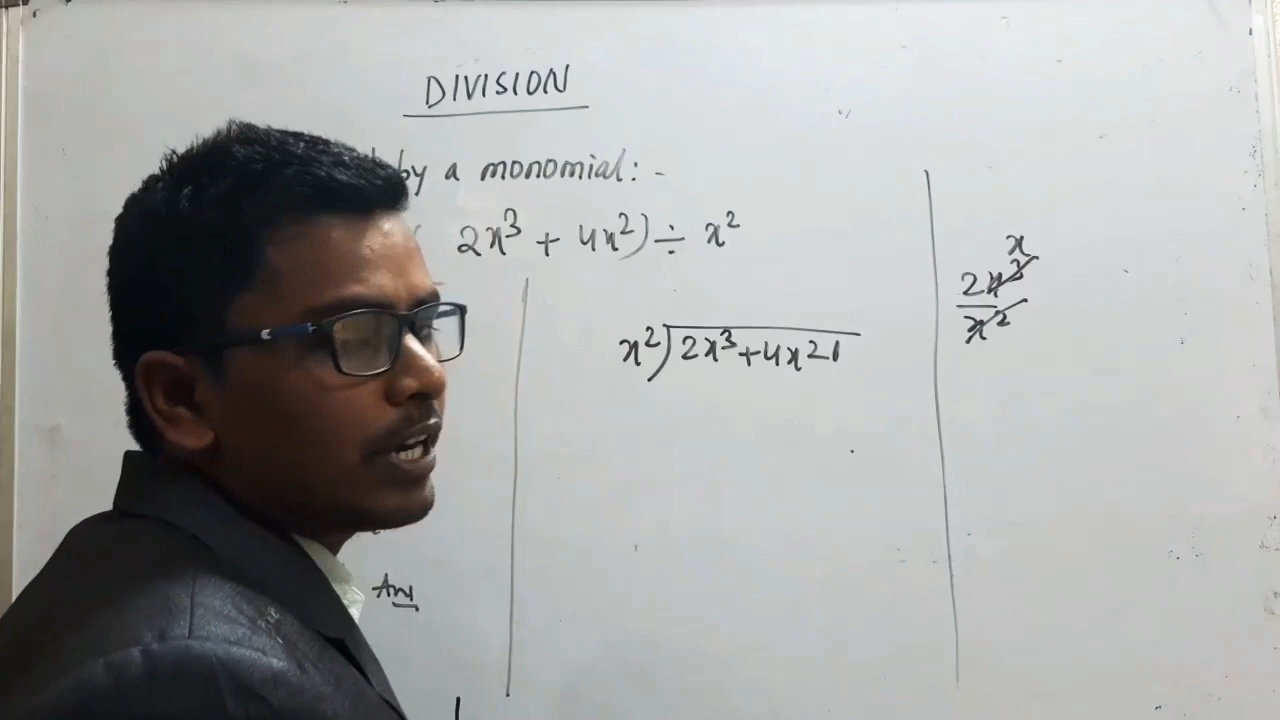 DIVISION
by a monomial:-
2x³ + 4x²) ÷ x²
x²)2x³+4x²
x
2x³
x²
Ans